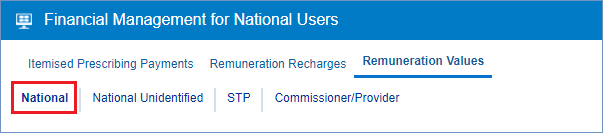 Financial Management for National Users
Itemised Prescribing Payments Remuneration Recharges Remuneration Values
National National Unidentified STP Commissioner/Provider